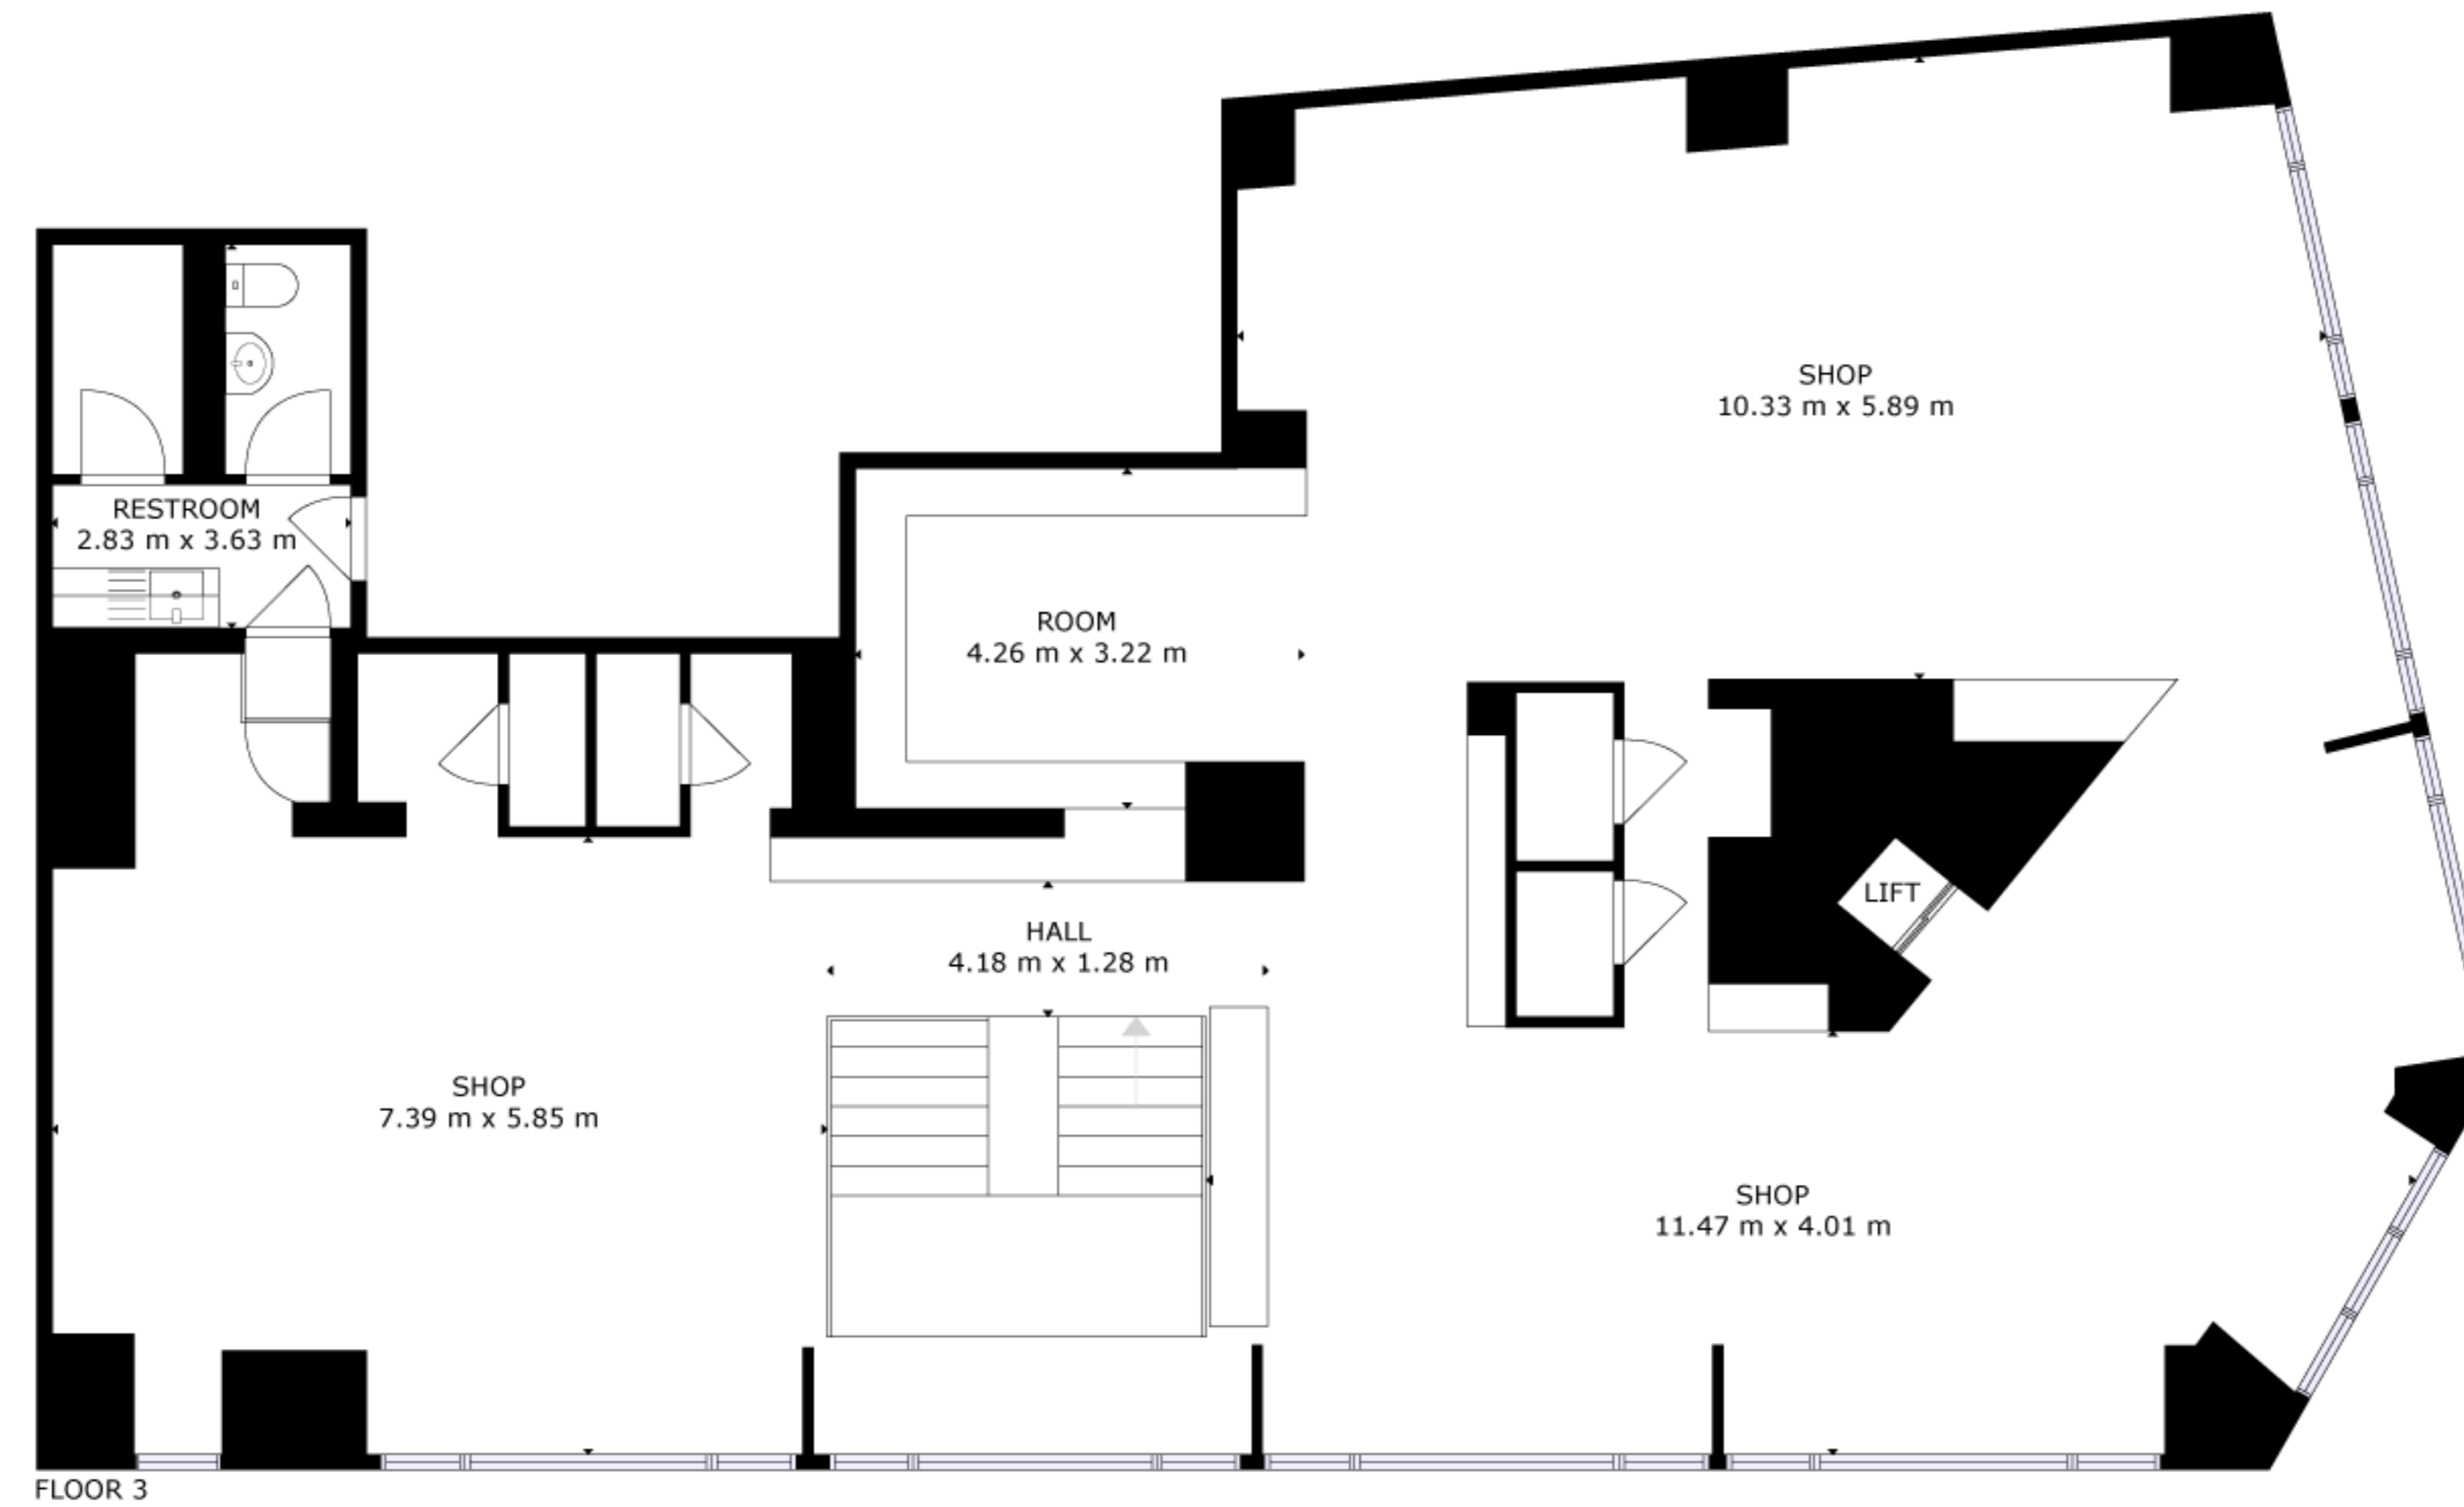 SHOP
10.33 m x 5.89 m
RESTROOM
2.83 m x 3.63 m
ROOM
4.26 m x 3.22 m
LIFT
HALL
4.18 m x 1.28 m
SHOP
7.39 m x 5.85 m
SHOP
11.47 m x 4.01 m
FLOOR 3